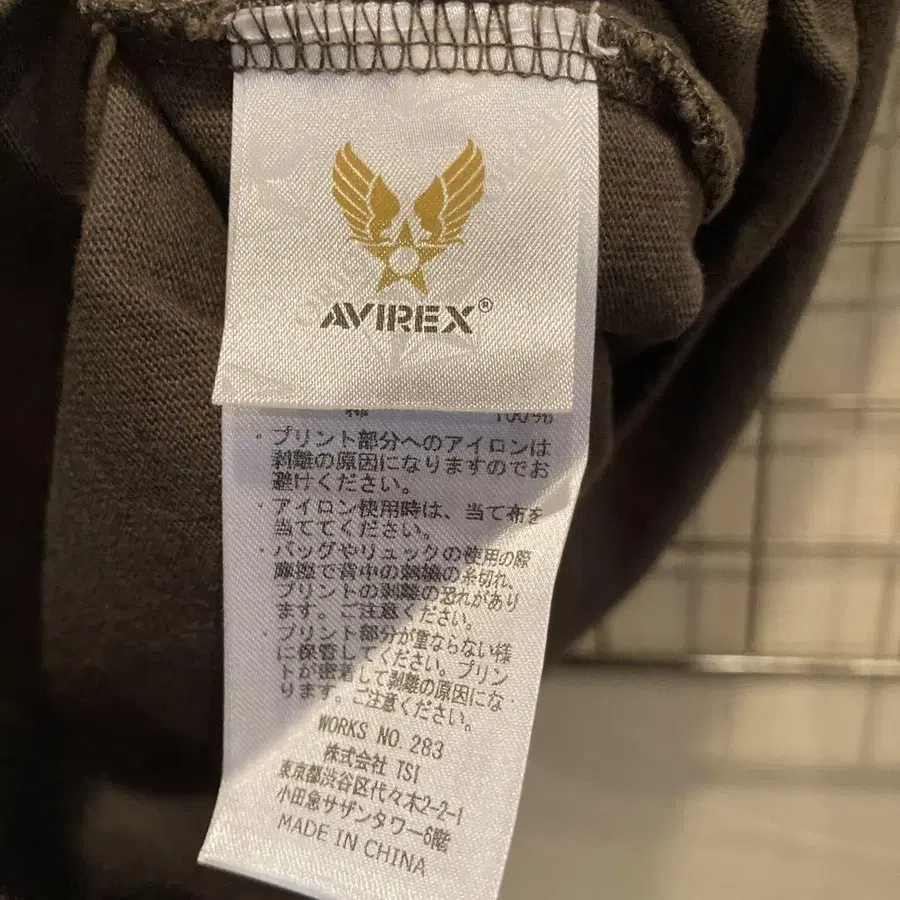 AVIREX®
綿 100%
・プリント部分へのアイロンは
剥離の原因になりますのでお
避けください。
・アイロン使用時は、当て布を
当ててください。
・バッグやリュックの使用の際
摩擦で背中の刺繍の糸切れ、
プリントの剥離の恐れがあり
ます。ご注意ください。
・プリント部分が重ならない様
に保管してください。プリン
トが密着して剥離の原因にな
ります。ご注意ください。
WORKS NO. 283
株式会社 TSI
東京都渋谷区代々木2-2-1
小田急サザンタワー6階
MADE IN CHINA